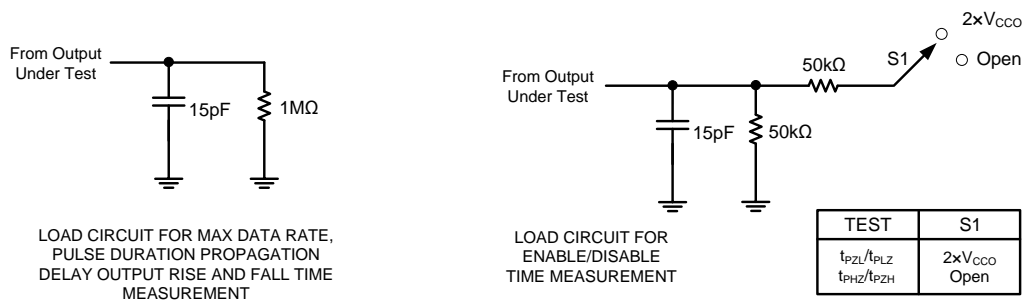 From Output
Under Test
15pF
1MΩ
LOAD CIRCUIT FOR MAX DATA RATE,
PULSE DURATION PROPAGATION
DELAY OUTPUT RISE AND FALL TIME
MEASUREMENT
2×VCCO
S1
Open
50kΩ
From Output
Under Test
15pF
50kΩ
LOAD CIRCUIT FOR
ENABLE/DISABLE
TIME MEASUREMENT
TEST S1
tPZL/tPLZ 2×VCCO
tPHZ/tPZH Open